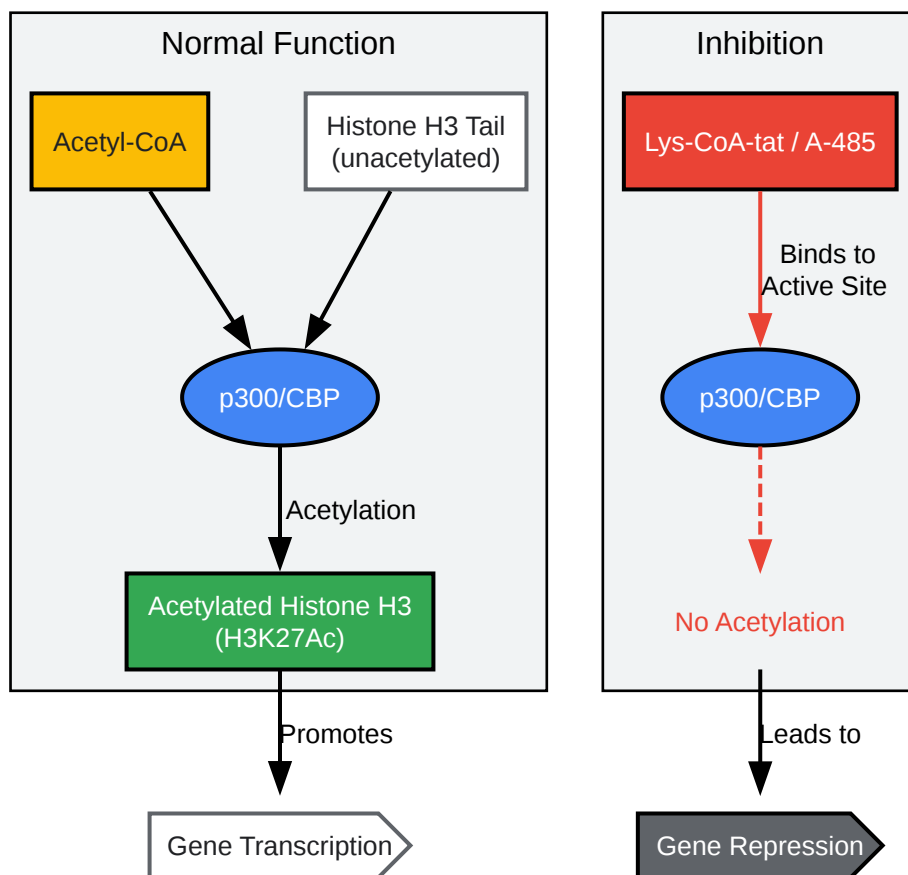 Normal Function
Acetyl-CoA
Histone H3 Tail
(unacetylated)
p300/CBP
Acetylation
Acetylated Histone H3
(H3K27Ac)
Promotes
Gene Transcription
Inhibition
Lys-CoA-tat / A-485
Binds to
Active Site
p300/CBP
No Acetylation
Leads to
Gene Repression